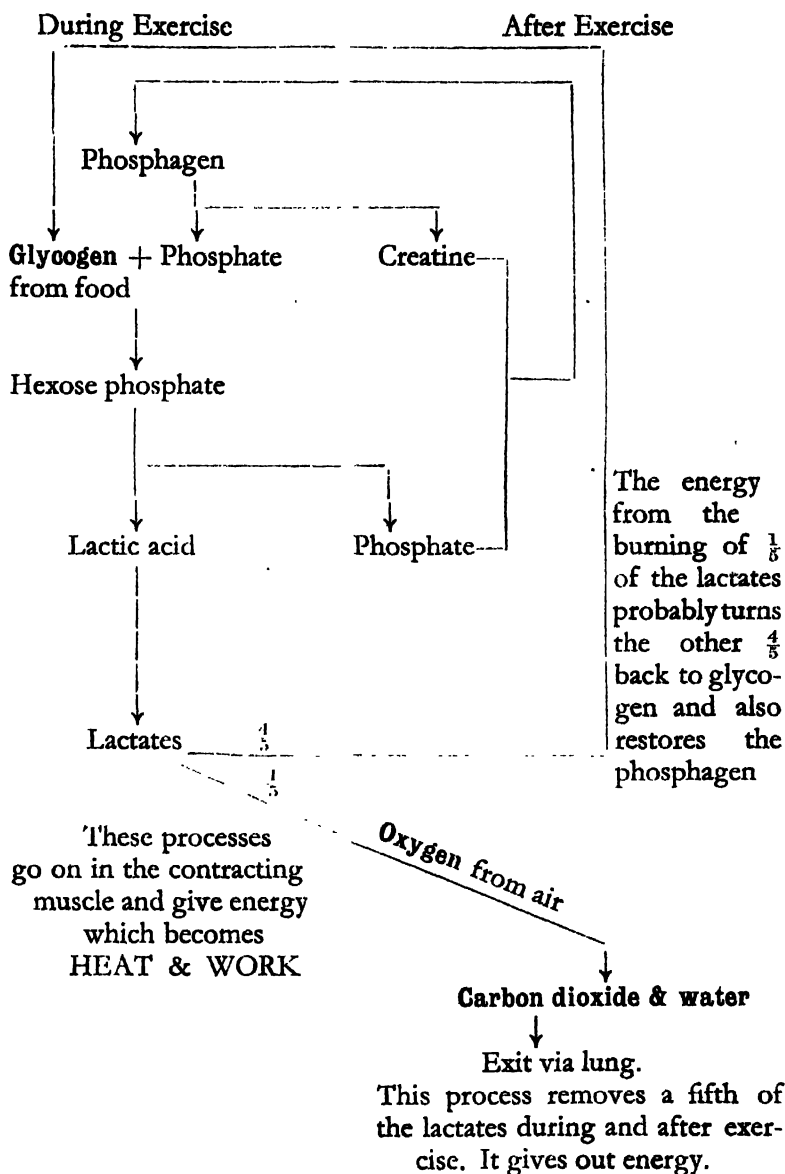 During Exercise After Exercise
Phosphagen
Glycogen + Phosphate Creatine
from food
Hexose phosphate
Lactic acid Phosphate
The energy
from the
burning of 1/5
of the lactates
probably turns
the other 4/5
back to glyco-
gen and also
restores the
phosphagen
Lactates 4/5
1/5
These processes
go on in the contracting
muscle and give energy
which becomes
HEAT & WORK
Oxygen from air
Carbon dioxide & water
Exit via lung.
This process removes a fifth of
the lactates during and after exer-
cise. It gives out energy.